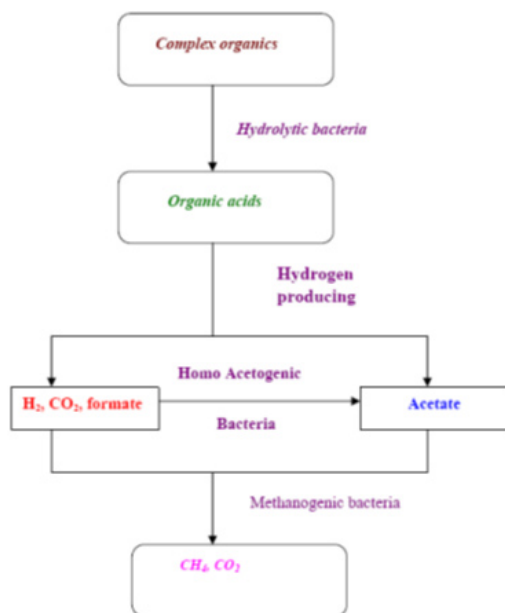 Complex organics
Hydrolytic bacteria
Organic acids
Hydrogen
producing
Homo Acetogenic
H₂, CO₂, formate
Acetate
Bacteria
Methanogenic bacteria
CH₄, CO₂